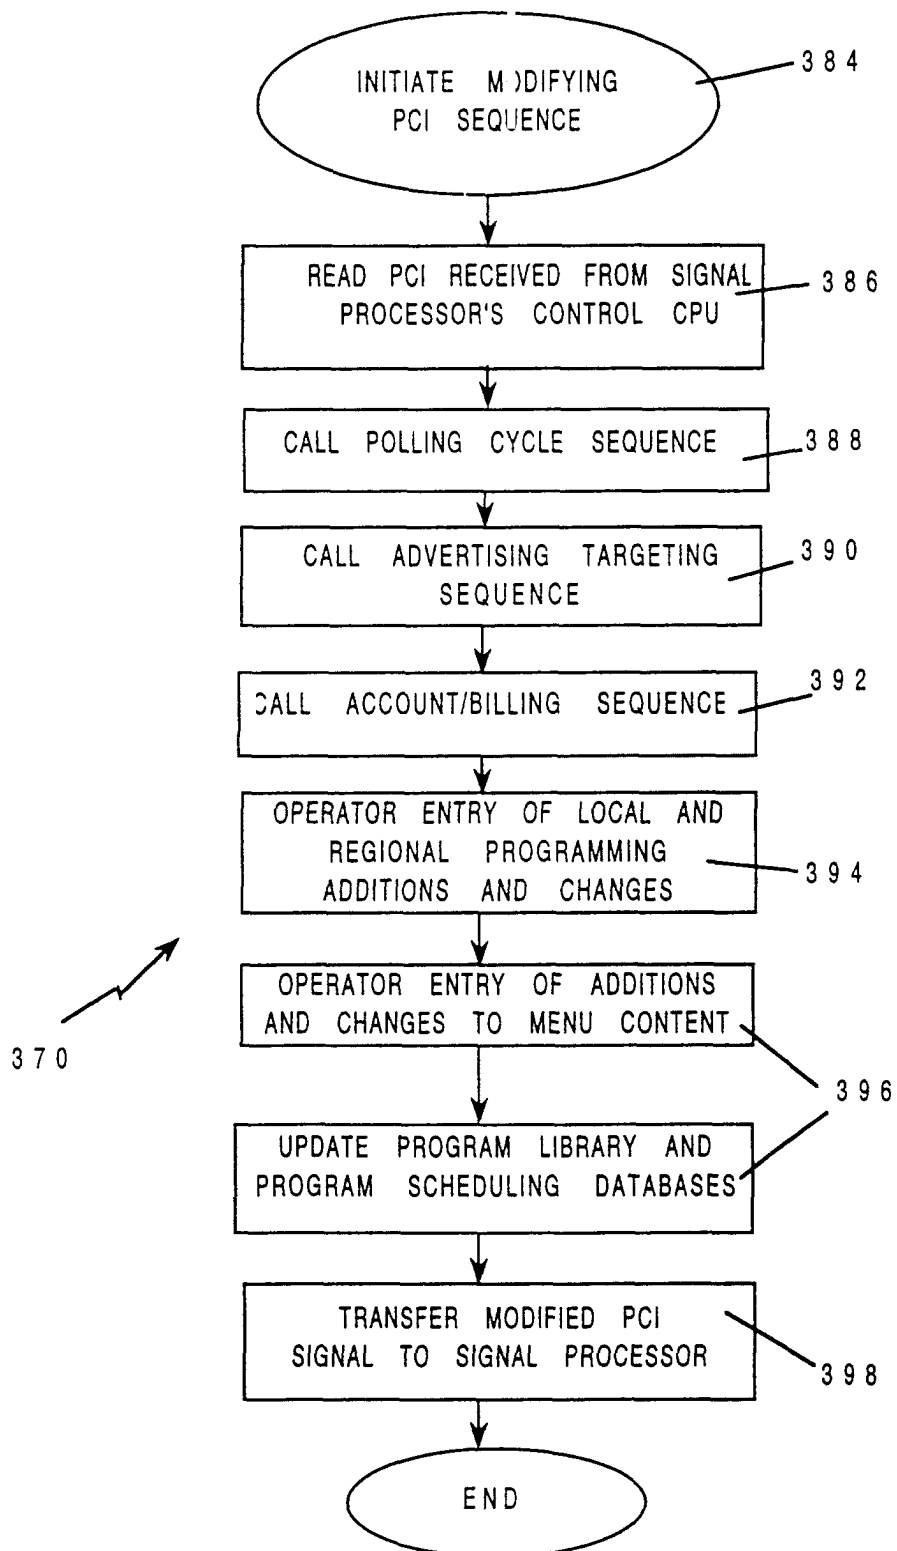 INITIATE MODIFYING
PCI SEQUENCE
384
READ PCI RECEIVED FROM SIGNAL
PROCESSOR'S CONTROL CPU
386
CALL POLLING CYCLE SEQUENCE
388
CALL ADVERTISING TARGETING
SEQUENCE
390
CALL ACCOUNT/BILLING SEQUENCE
392
OPERATOR ENTRY OF LOCAL AND
REGIONAL PROGRAMMING
ADDITIONS AND CHANGES
394
OPERATOR ENTRY OF ADDITIONS
AND CHANGES TO MENU CONTENT
370
396
UPDATE PROGRAM LIBRARY AND
PROGRAM SCHEDULING DATABASES
TRANSFER MODIFIED PCI
SIGNAL TO SIGNAL PROCESSOR
398
END